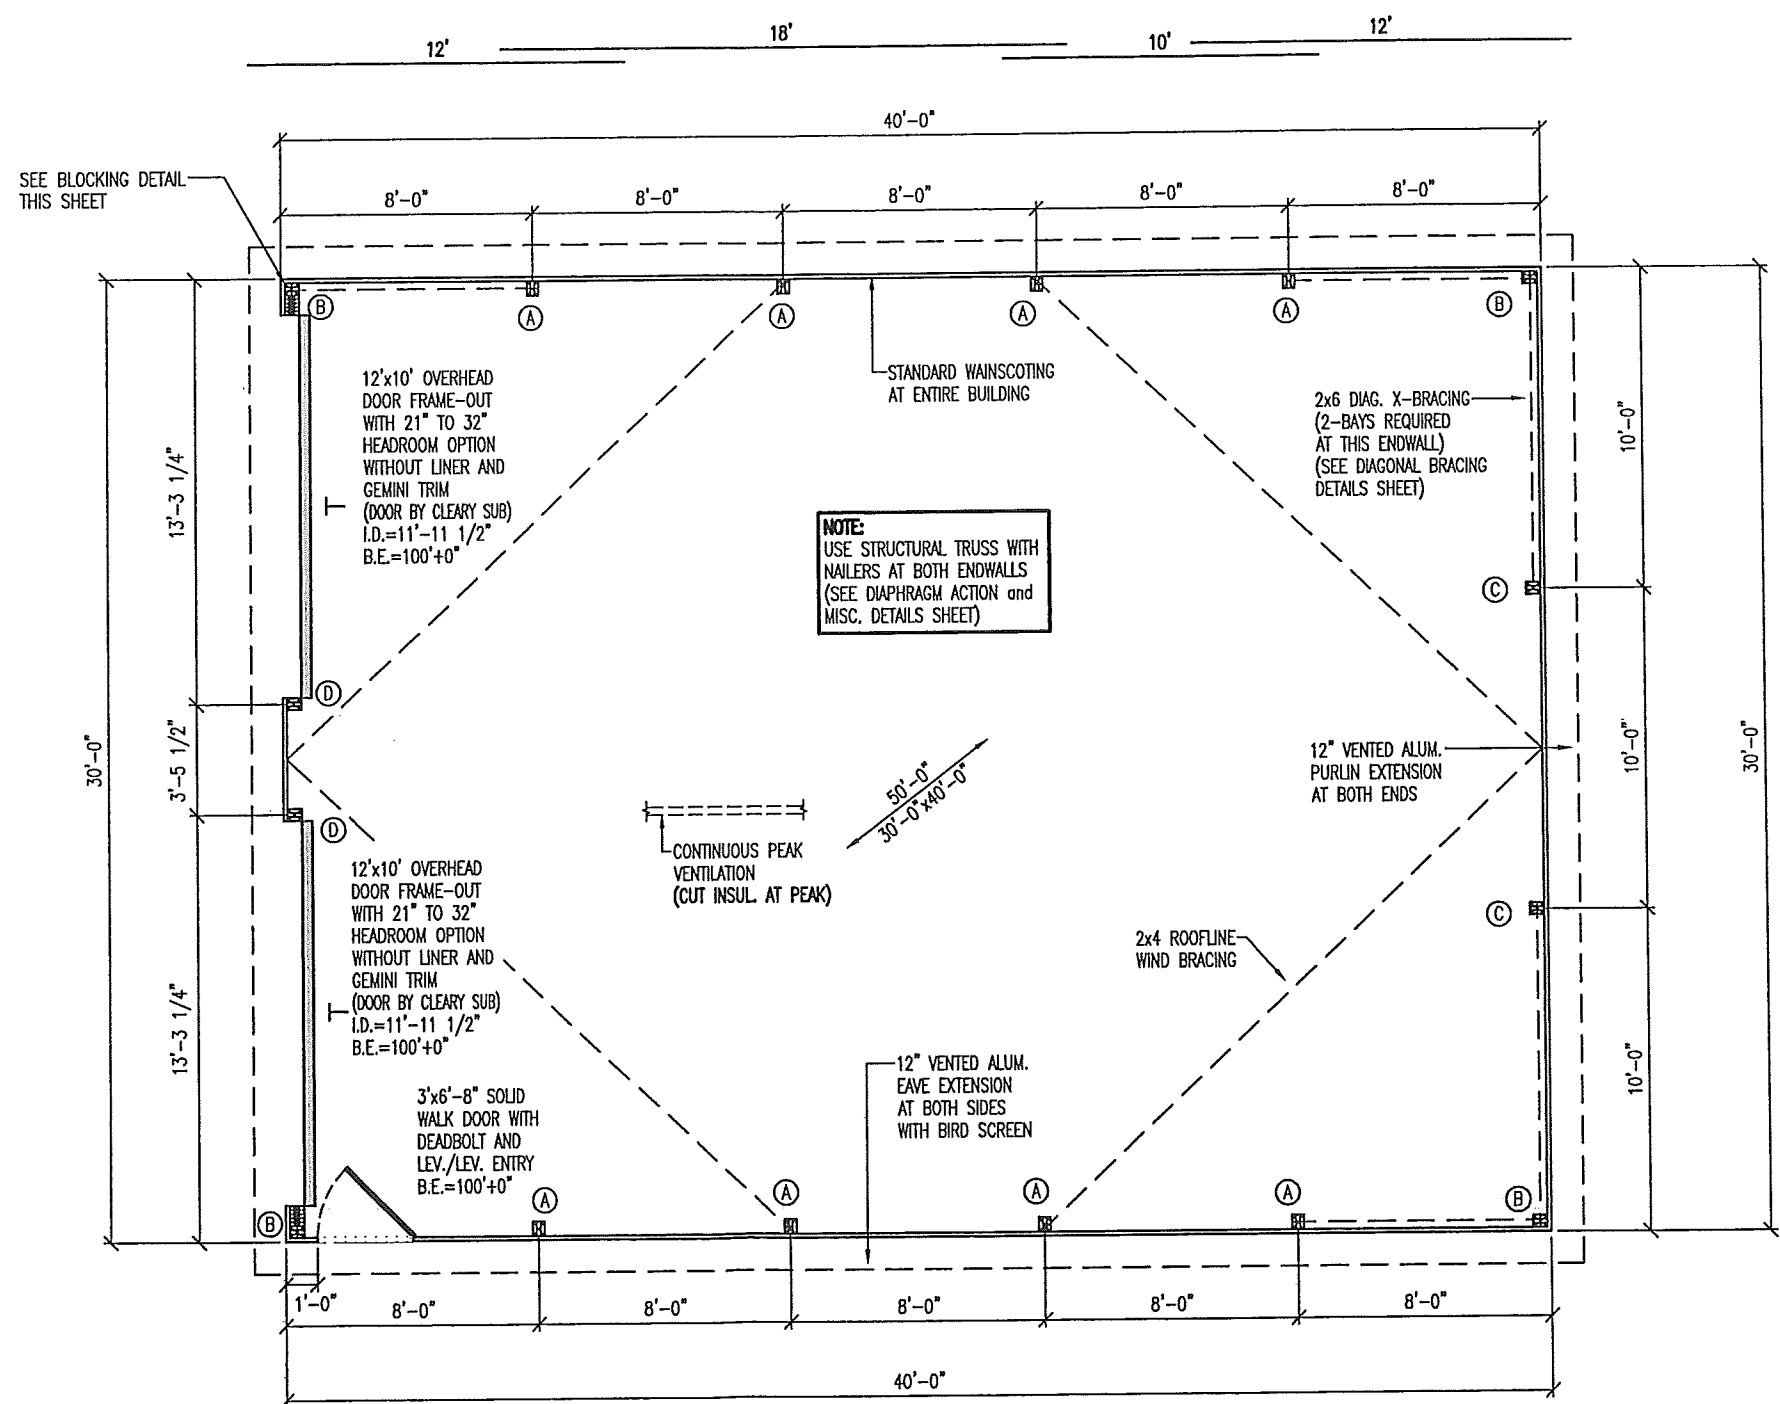 12'
18'
10'
12'
40'-0"
8'-0"
8'-0"
8'-0"
8'-0"
8'-0"
SEE BLOCKING DETAIL
THIS SHEET
B
A
A
A
A
B
12'x10' OVERHEAD
DOOR FRAME-OUT
WITH 21" TO 32"
HEADROOM OPTION
WITHOUT LINER AND
GEMINI TRIM
(DOOR BY CLEARY SUB)
I.D.=11'-11 1/2"
B.E.=100'+0"
STANDARD WAINSCOTING
AT ENTIRE BUILDING
2x6 DIAG. X-BRACING
(2-BAYS REQUIRED
AT THIS ENDWALL)
(SEE DIAGONAL BRACING
DETAILS SHEET)
10'-0"
13'-3 1/4"
NOTE:
USE STRUCTURAL TRUSS WITH
NAILERS AT BOTH ENDWALLS
(SEE DIAPHRAGM ACTION and
MISC. DETAILS SHEET)
C
D
30'-0"
3'-5 1/2"
12" VENTED ALUM.
PURLIN EXTENSION
AT BOTH ENDS
10'-0"
30'-0"
50'-0"
30'-0"x40'-0"
D
CONTINUOUS PEAK
VENTILATION
(CUT INSUL. AT PEAK)
12'x10' OVERHEAD
DOOR FRAME-OUT
WITH 21" TO 32"
HEADROOM OPTION
WITHOUT LINER AND
GEMINI TRIM
(DOOR BY CLEARY SUB)
I.D.=11'-11 1/2"
B.E.=100'+0"
C
2x4 ROOFLINE
WIND BRACING
13'-3 1/4"
10'-0"
12" VENTED ALUM.
EAVE EXTENSION
AT BOTH SIDES
WITH BIRD SCREEN
3'x6'-8" SOLID
WALK DOOR WITH
DEADBOLT AND
LEV./LEV. ENTRY
B.E.=100'+0"
B
A
A
A
A
B
1'-0"
8'-0"
8'-0"
8'-0"
8'-0"
8'-0"
40'-0"